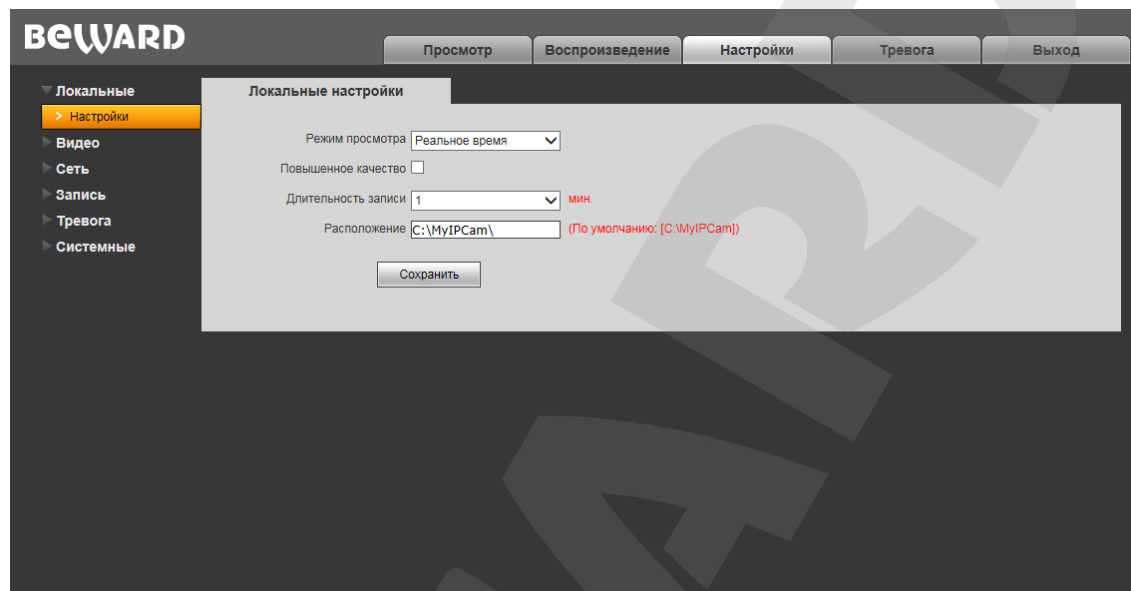 BEWARD
Просмотр Воспроизведение Настройки Тревога Выход
Локальные
> Настройки
Видео
Сеть
Запись
Тревога
Системные
Локальные настройки
Режим просмотра Реальное время
Повышенное качество
Длительность записи 1 мин.
Расположение C:\MyIPCam\ (По умолчанию: [C:\MyIPCam])
Сохранить